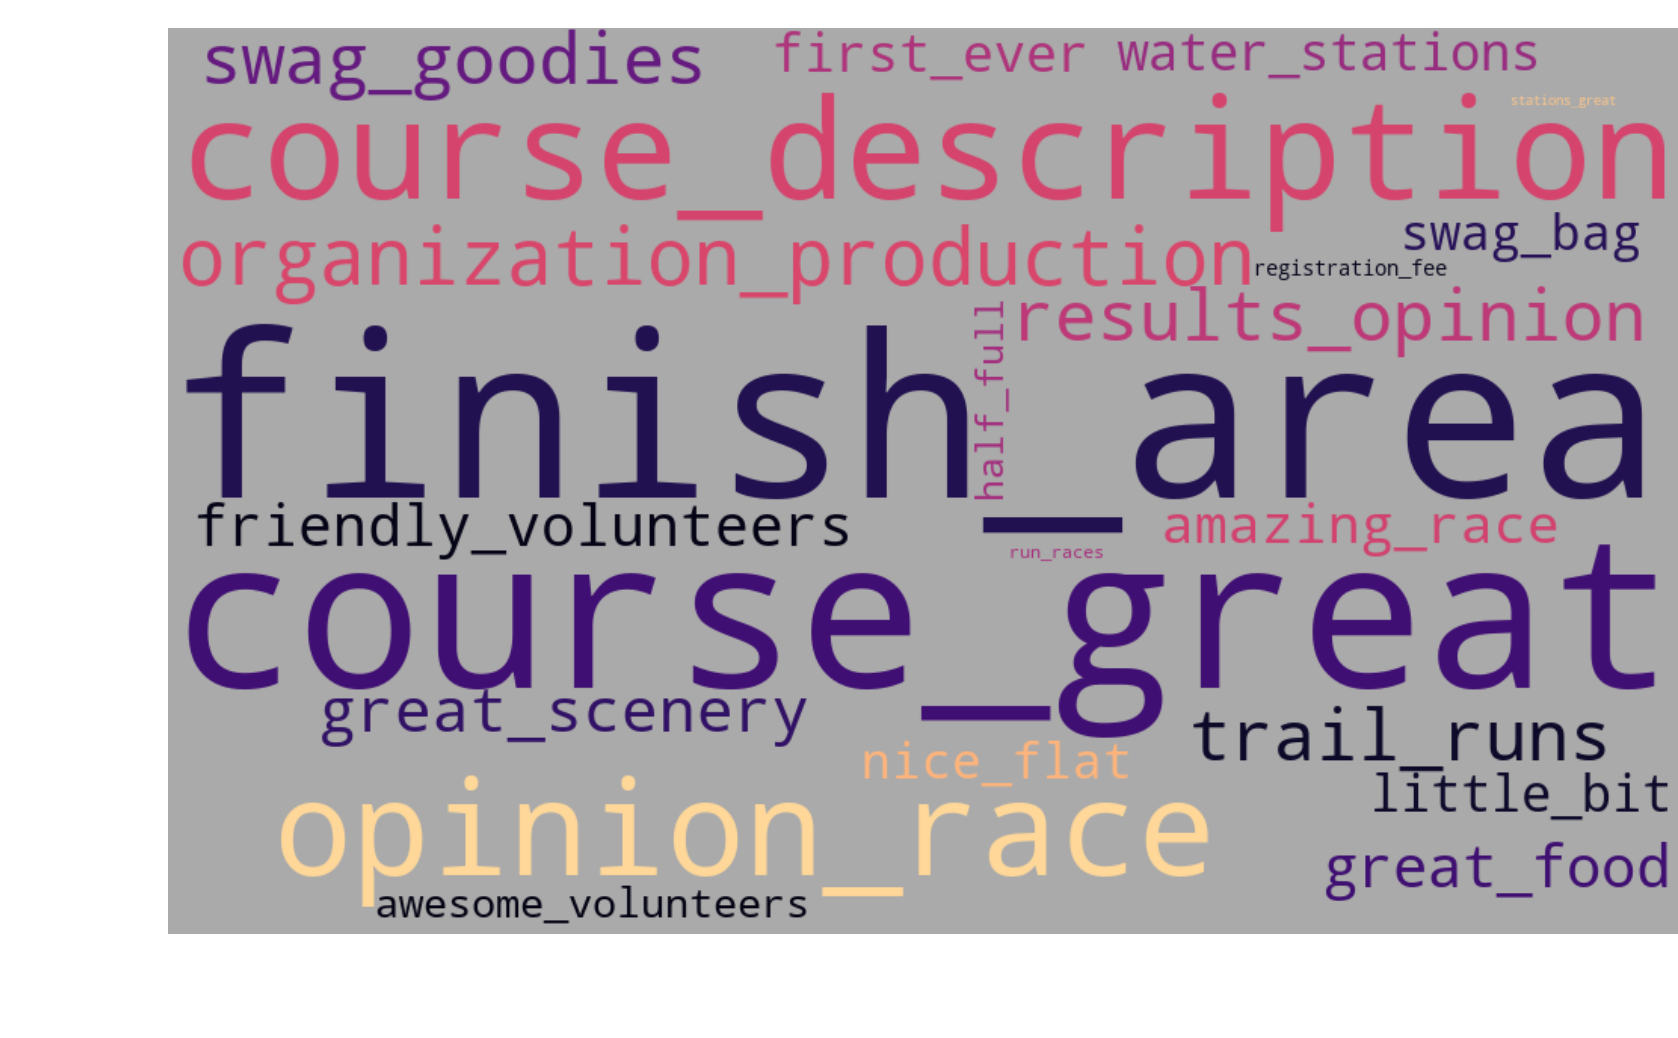 swag_goodies first_ever water_stations
stations_great
course_description
swag_bag
organization_production
registration_fee
results_opinion
half_full
finish_area
friendly_volunteers amazing_race
run_races
course_great
great_scenery
trail_runs
nice_flat
little_bit
opinion_race
great_food
awesome_volunteers